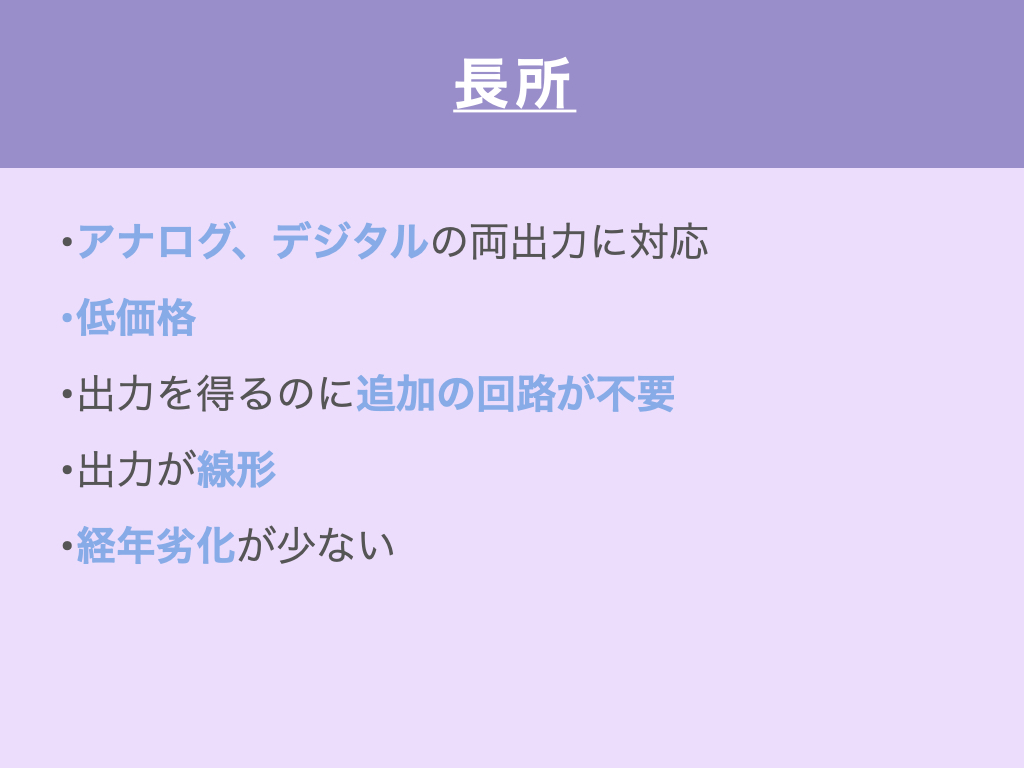 長所
•アナログ、デジタルの両出力に対応
•低価格
•出力を得るのに追加の回路が不要
•出力が線形
•経年劣化が少ない